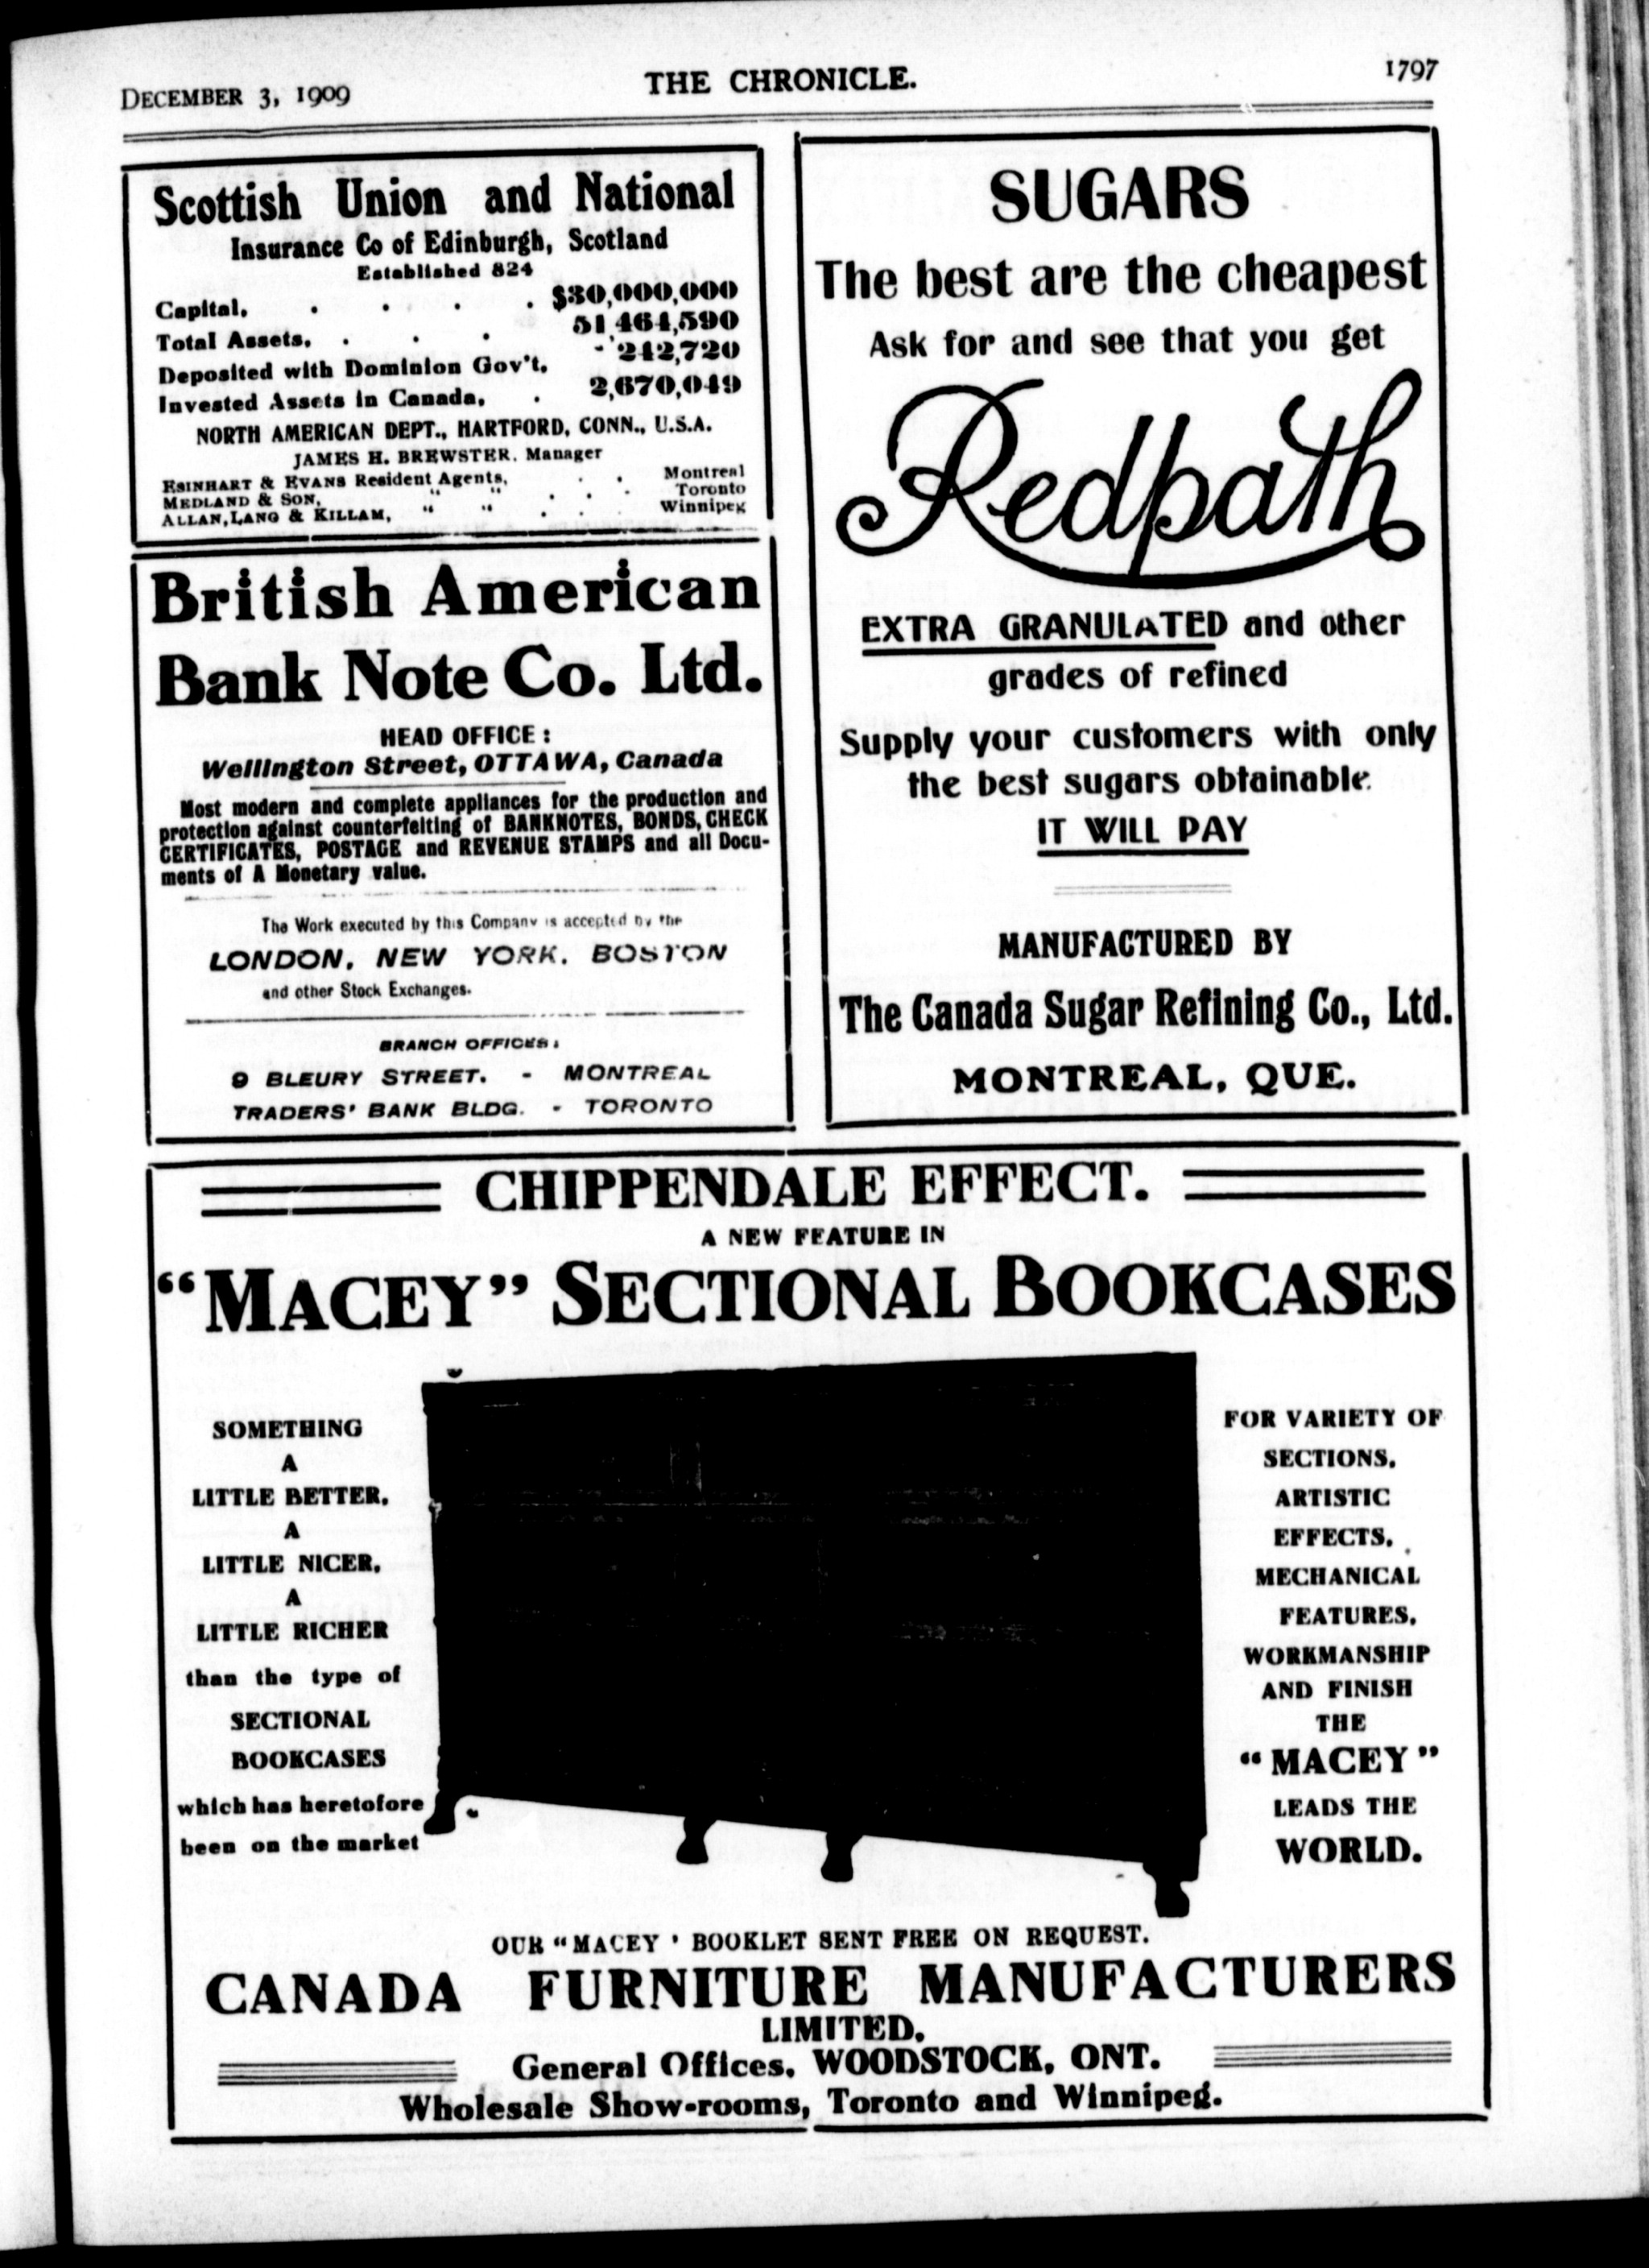 DECEMBER 3, 1909
THE CHRONICLE.
1797
Scottish Union and National
Insurance Co of Edinburgh, Scotland
Established 824
Capital, . . . . $30,000,000
Total Assets, . . . 51 464,590
Deposited with Dominion Gov't, - 242,720
Invested Assets in Canada, . 2,670,049
NORTH AMERICAN DEPT., HARTFORD, CONN., U.S.A.
JAMES H. BREWSTER, Manager
ESINHART & EVANS Resident Agents, . . Montreal
MEDLAND & SON, " " . . . Toronto
ALLAN, LANG & KILLAM, " " . . . Winnipeg
British American
Bank Note Co. Ltd.
HEAD OFFICE :
Wellington Street, OTTAWA, Canada
Most modern and complete appliances for the production and
protection against counterfeiting of BANKNOTES, BONDS, CHECK
CERTIFICATES, POSTAGE and REVENUE STAMPS and all Docu-
ments of A Monetary value.
The Work executed by this Company is accepted by the
LONDON, NEW YORK, BOSTON
and other Stock Exchanges.
BRANCH OFFICES:
9 BLEURY STREET, - MONTREAL
TRADERS' BANK BLDG. - TORONTO
SUGARS
The best are the cheapest
Ask for and see that you get
Redpath
EXTRA GRANULATED and other
grades of refined
Supply your customers with only
the best sugars obtainable.
IT WILL PAY
MANUFACTURED BY
The Canada Sugar Refining Co., Ltd.
MONTREAL, QUE.
CHIPPENDALE EFFECT.
A NEW FEATURE IN
"MACEY" SECTIONAL BOOKCASES
SOMETHING
A
LITTLE BETTER,
A
LITTLE NICER,
A
LITTLE RICHER
than the type of
SECTIONAL
BOOKCASES
which has heretofore
been on the market
FOR VARIETY OF
SECTIONS,
ARTISTIC
EFFECTS,
MECHANICAL
FEATURES,
WORKMANSHIP
AND FINISH
THE
"MACEY"
LEADS THE
WORLD.
OUR "MACEY ' BOOKLET SENT FREE ON REQUEST.
CANADA FURNITURE MANUFACTURERS
LIMITED.
General Offices, WOODSTOCK, ONT.
Wholesale Show-rooms, Toronto and Winnipeg.